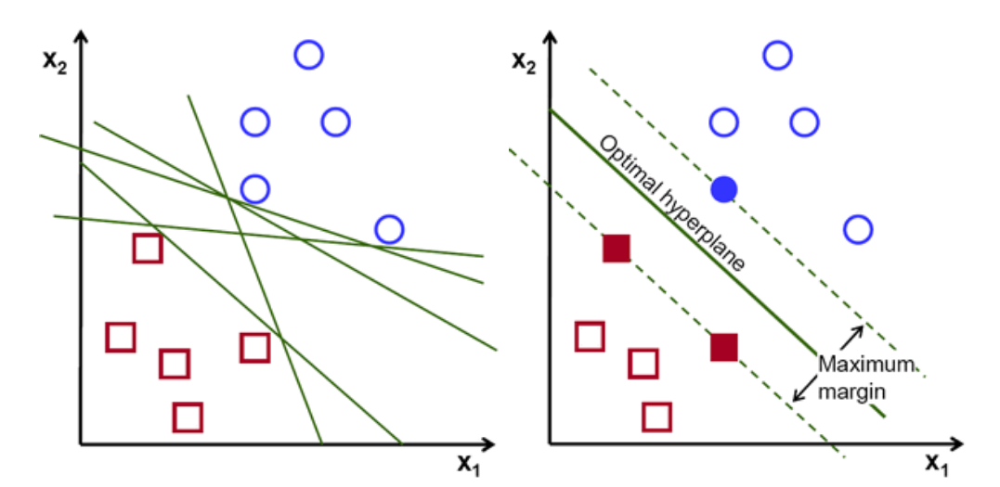 x₂
x₁
x₂
Optimal hyperplane
Maximum
margin
x₁